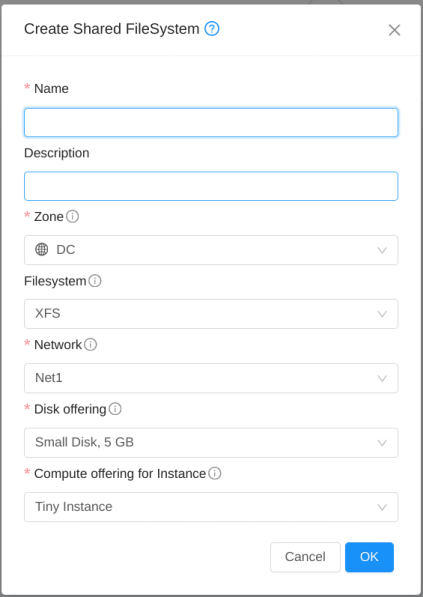 Create Shared FileSystem
* Name
Description
* Zone
DC
Filesystem
XFS
* Network
Net1
* Disk offering
Small Disk, 5 GB
* Compute offering for Instance
Tiny Instance
Cancel OK